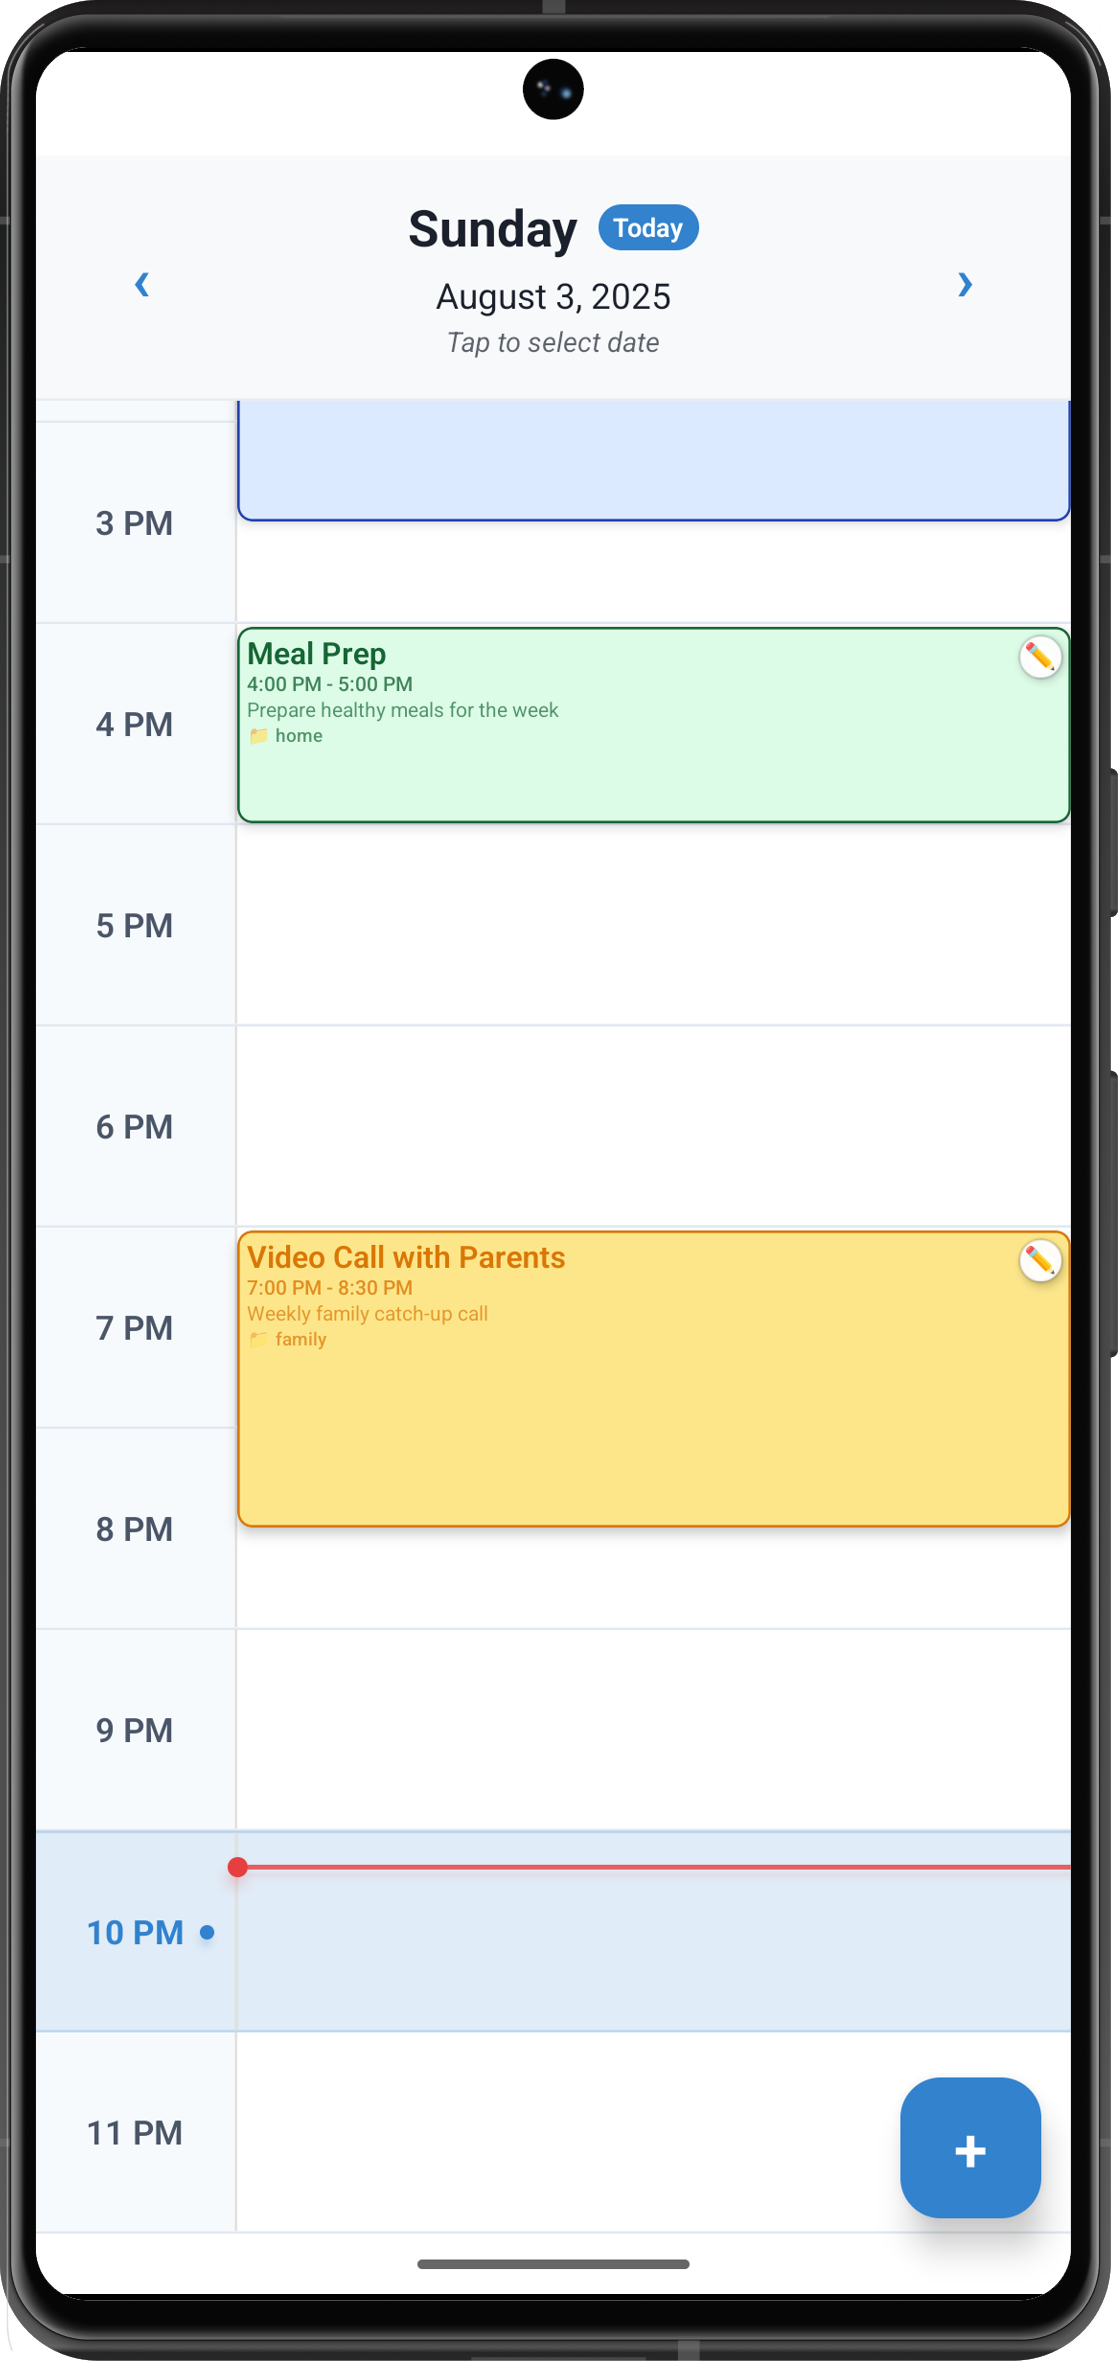 Sunday Today
August 3, 2025
Tap to select date
3 PM
Meal Prep
4:00 PM - 5:00 PM
Prepare healthy meals for the week
home
4 PM
5 PM
6 PM
Video Call with Parents
7:00 PM - 8:30 PM
Weekly family catch-up call
family
7 PM
8 PM
9 PM
10 PM
11 PM
+